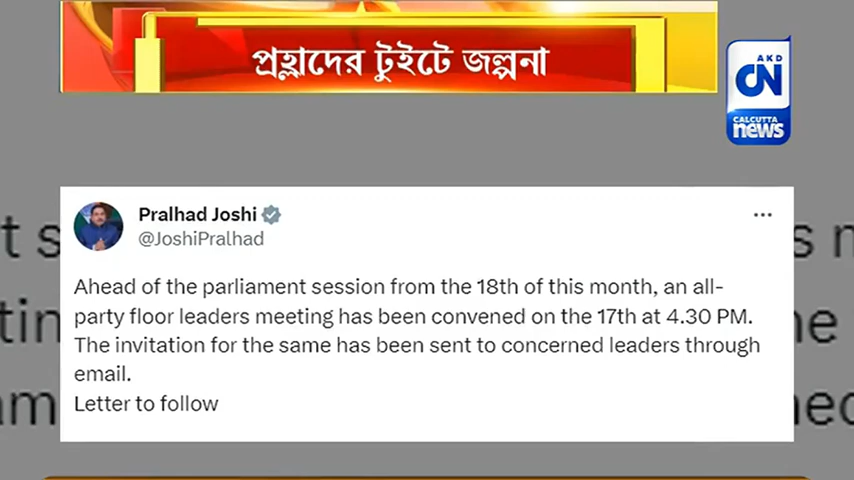 প্রহ্লাদের টুইটে জল্পনা
AKD
CN
CALCUTTA
news
Pralhad Joshi
@JoshiPralhad
Ahead of the parliament session from the 18th of this month, an all-
party floor leaders meeting has been convened on the 17th at 4.30 PM.
The invitation for the same has been sent to concerned leaders through
email.
Letter to follow